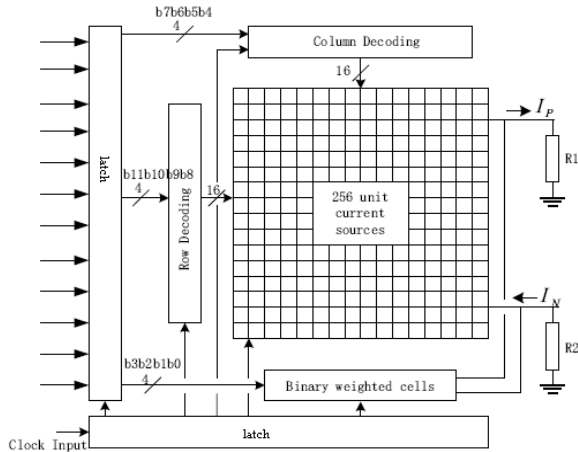 b7b6b5b4
4
Column Decoding
16
I_P
R1
latch
b11b10b9b8
4
Row Decoding
16
256 unit
current
sources
I_N
R2
b3b2b1b0
4
Binary weighted cells
Clock Input
latch